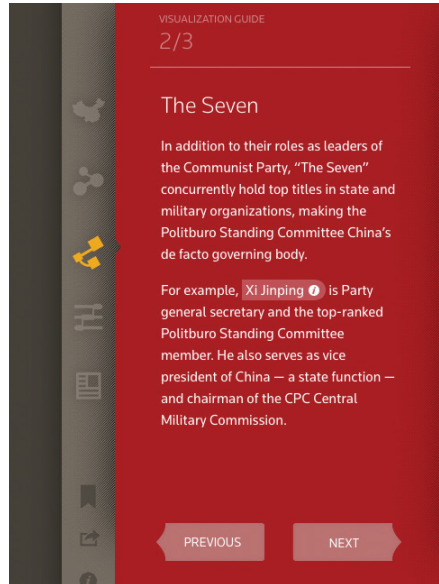 VISUALIZATION GUIDE
2/3
The Seven
In addition to their roles as leaders of
the Communist Party, “The Seven”
concurrently hold top titles in state and
military organizations, making the
Politburo Standing Committee China’s
de facto governing body.
For example, Xi Jinping i is Party
general secretary and the top-ranked
Politburo Standing Committee
member. He also serves as vice
president of China — a state function —
and chairman of the CPC Central
Military Commission.
PREVIOUS
NEXT